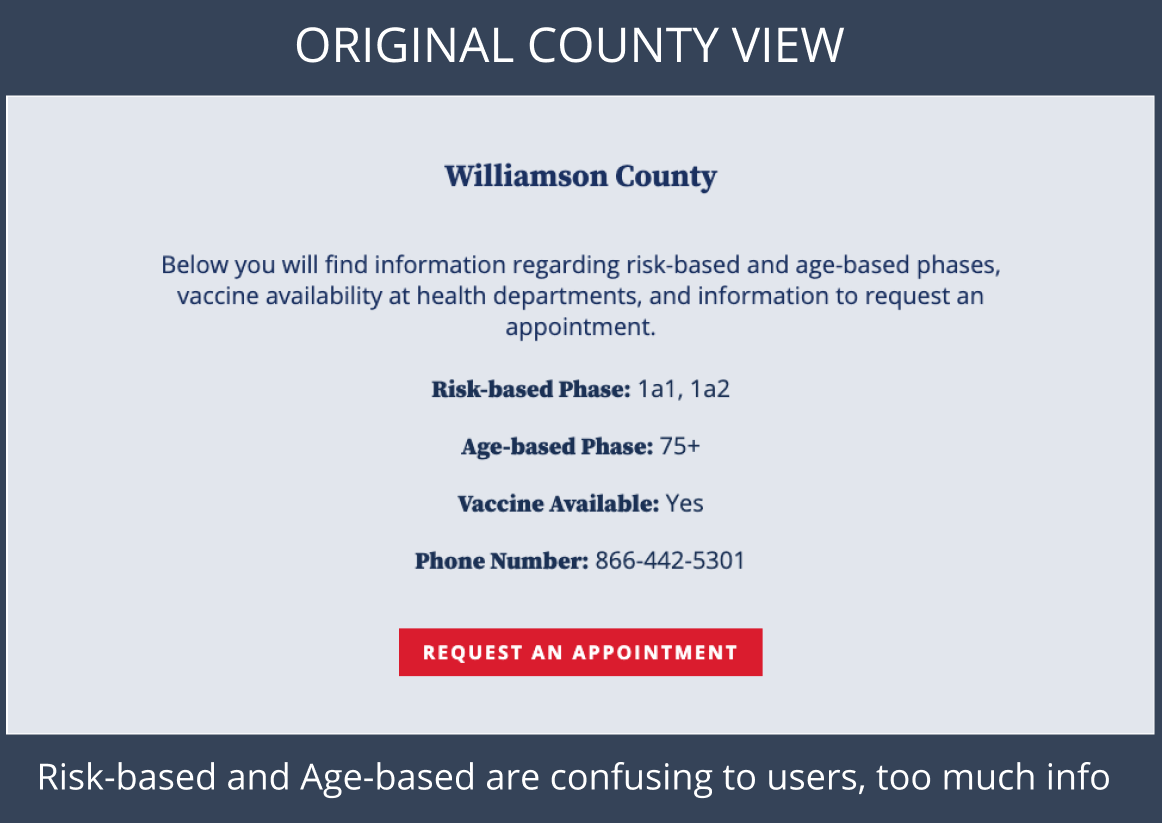 ORIGINAL COUNTY VIEW
Williamson County
Below you will find information regarding risk-based and age-based phases,
vaccine availability at health departments, and information to request an
appointment.
Risk-based Phase: 1a1, 1a2
Age-based Phase: 75+
Vaccine Available: Yes
Phone Number: 866-442-5301
REQUEST AN APPOINTMENT
Risk-based and Age-based are confusing to users, too much info